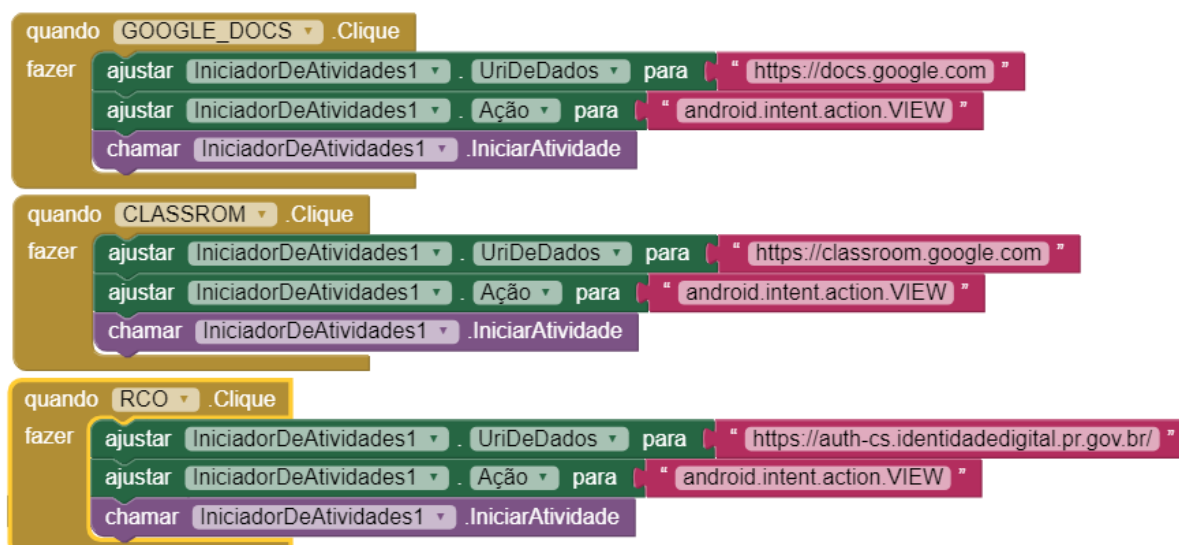 quando GOOGLE_DOCS .Clique
fazer ajustar IniciadorDeAtividades1 . UriDeDados para " https://docs.google.com "
ajustar IniciadorDeAtividades1 . Ação para " android.intent.action.VIEW "
chamar IniciadorDeAtividades1 .IniciarAtividade
quando CLASSROM .Clique
fazer ajustar IniciadorDeAtividades1 . UriDeDados para " https://classroom.google.com "
ajustar IniciadorDeAtividades1 . Ação para " android.intent.action.VIEW "
chamar IniciadorDeAtividades1 .IniciarAtividade
quando RCO .Clique
fazer ajustar IniciadorDeAtividades1 . UriDeDados para " https://auth-cs.identidadedigital.pr.gov.br/ "
ajustar IniciadorDeAtividades1 . Ação para " android.intent.action.VIEW "
chamar IniciadorDeAtividades1 .IniciarAtividade